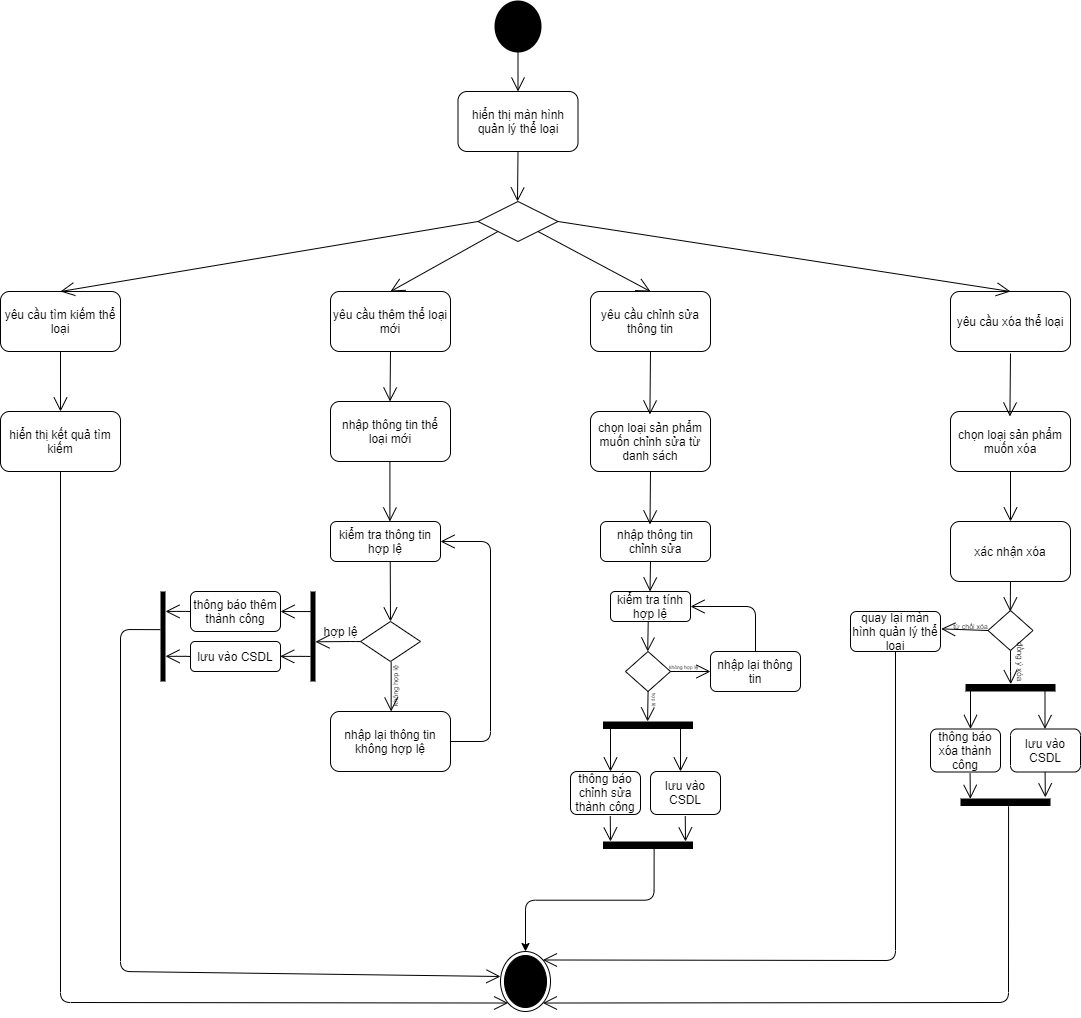 hiển thị màn hình
quản lý thể loại
yêu cầu tìm kiếm thể
loại
yêu cầu thêm thể loại
mới
yêu cầu chỉnh sửa
thông tin
yêu cầu xóa thể loại
hiển thị kết quả tìm
kiếm
nhập thông tin thể
loại mới
chọn loại sản phẩm
muốn chỉnh sửa từ
danh sách
chọn loại sản phẩm
muốn xóa
kiểm tra thông tin
hợp lệ
nhập thông tin
chỉnh sửa
xác nhận xóa
thông báo thêm
thành công
lưu vào CSDL
hợp lệ
không hợp lệ
nhập lại thông tin
không hợp lệ
kiểm tra tính
hợp lệ
không hợp lệ
nhập lại thông
tin
hợp lệ
thông báo
chỉnh sửa
thành công
lưu vào
CSDL
quay lại màn
hình quản lý thể
loại
từ chối xóa
đồng ý xóa
thông báo
xóa thành
công
lưu vào
CSDL